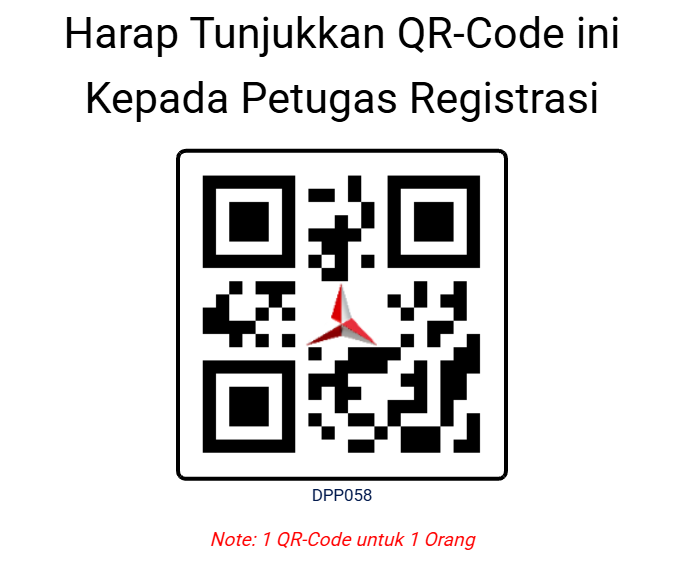 Harap Tunjukkan QR-Code ini
Kepada Petugas Registrasi
DPP058
Note: 1 QR-Code untuk 1 Orang